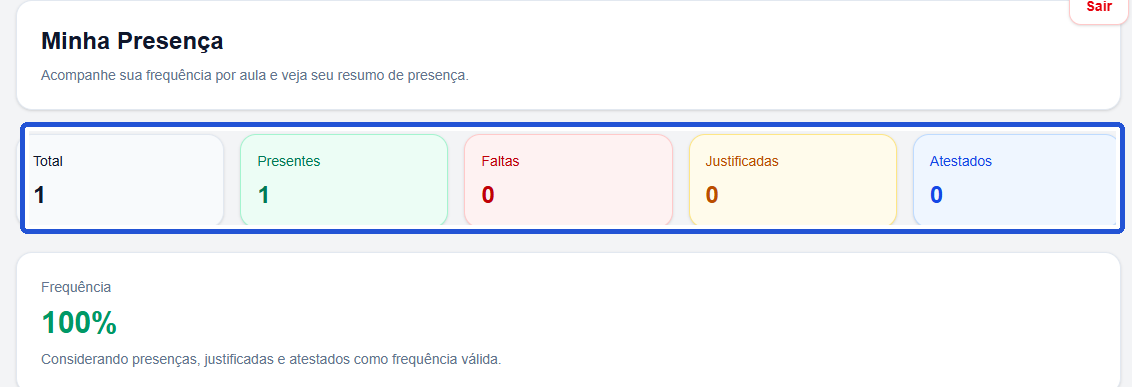 Sair
Minha Presença
Acompanhe sua frequência por aula e veja seu resumo de presença.
Total
1
Presentes
1
Faltas
0
Justificadas
0
Atestados
0
Frequência
100%
Considerando presenças, justificadas e atestados como frequência válida.